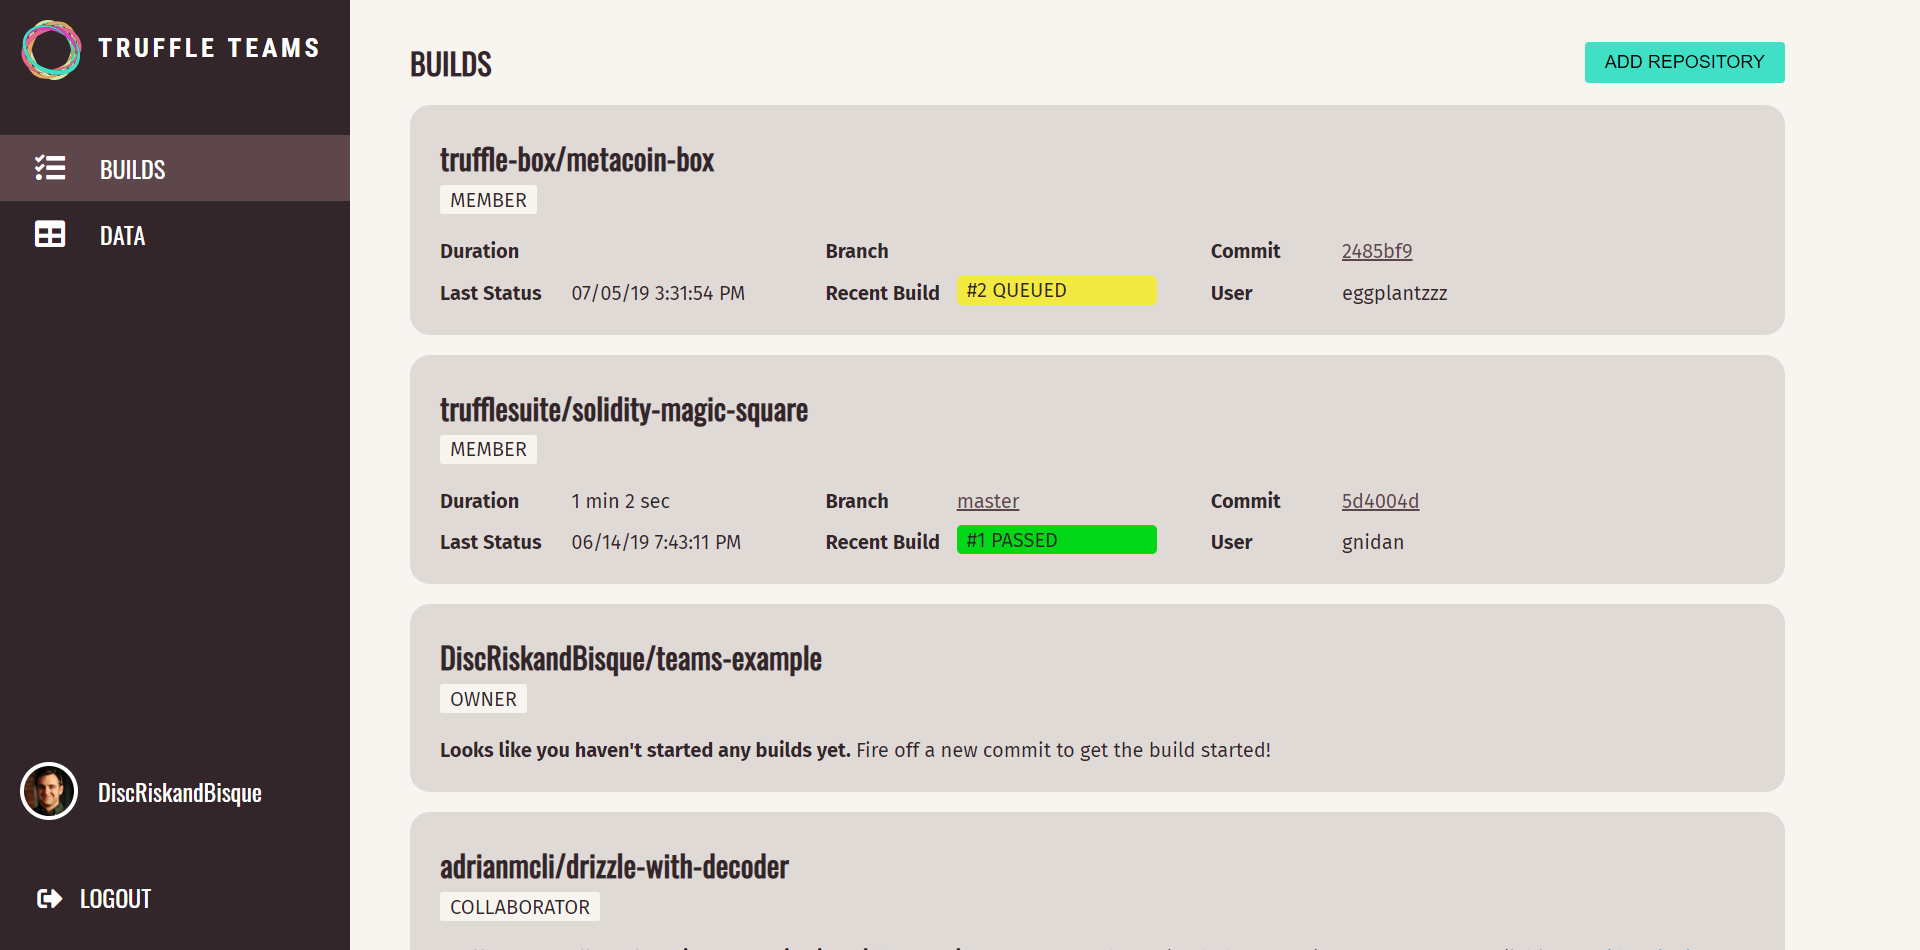 TRUFFLE TEAMS
BUILDS
DATA
DiscRiskandBisque
LOGOUT
BUILDS
ADD REPOSITORY
truffle-box/metacoin-box
MEMBER
Duration Branch Commit 2485bf9
Last Status 07/05/19 3:31:54 PM Recent Build #2 QUEUED User eggplantzzz
trufflesuite/solidity-magic-square
MEMBER
Duration 1 min 2 sec Branch master Commit 5d4004d
Last Status 06/14/19 7:43:11 PM Recent Build #1 PASSED User gnidan
DiscRiskandBisque/teams-example
OWNER
Looks like you haven't started any builds yet. Fire off a new commit to get the build started!
adrianmcli/drizzle-with-decoder
COLLABORATOR